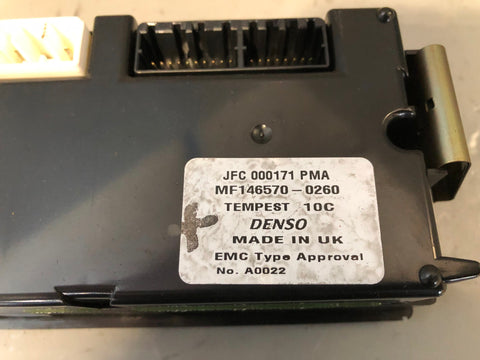 JFC 000171 PMA
MF146570-0260
TEMPEST 10C
DENSO
MADE IN UK
EMC Type Approval
No. A0022